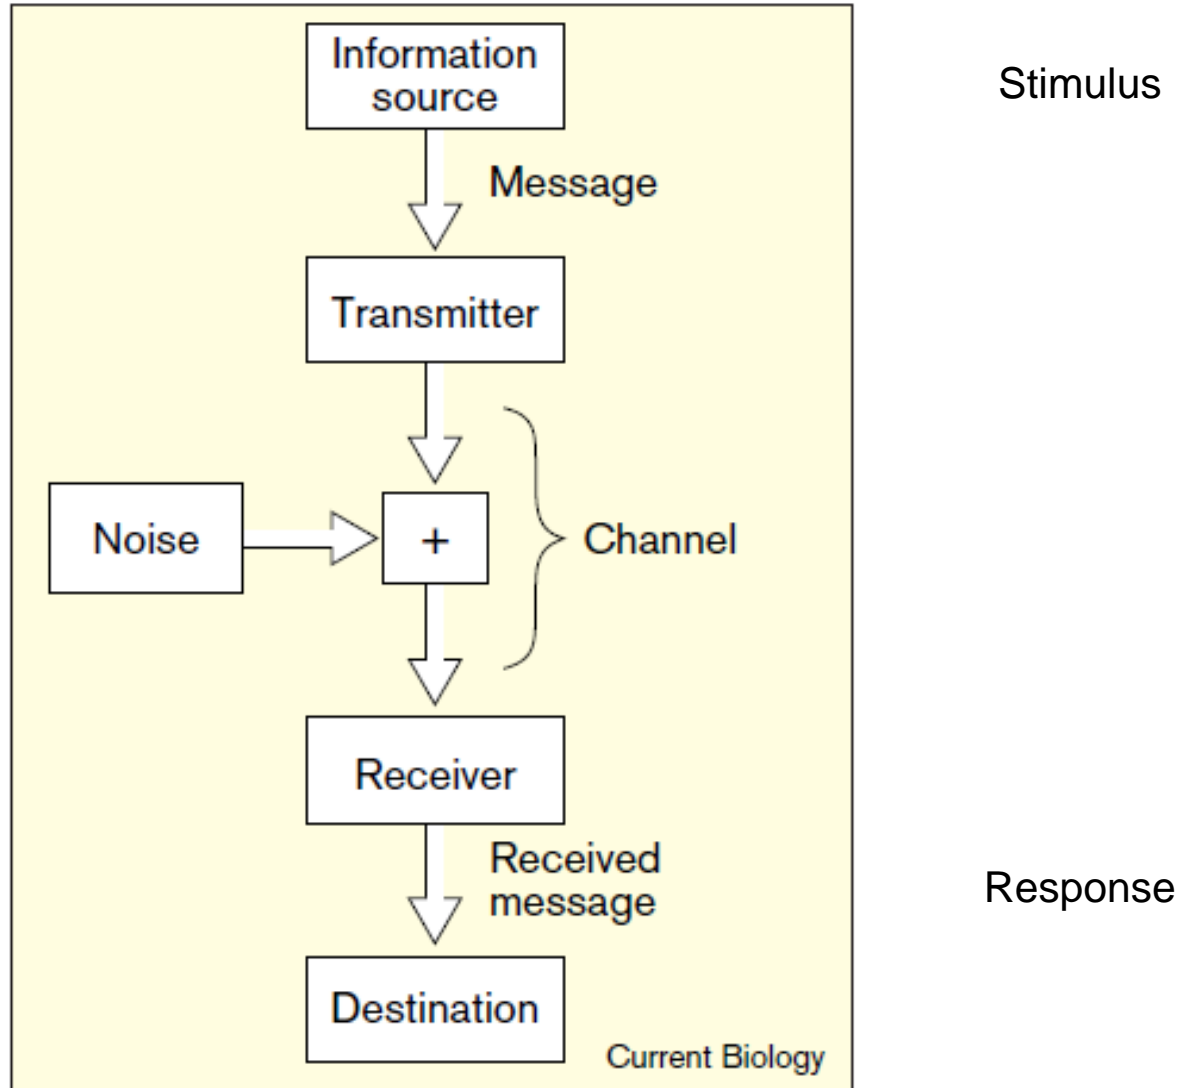 Information
source
Stimulus
Message
Transmitter
Noise
+
Channel
Receiver
Received
message
Response
Destination
Current Biology